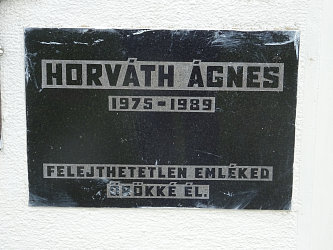 HORVÁTH ÁGNES
1975-1989
FELEJTHETETLEN EMLÉKED
ÖRÖKKÉ ÉL.